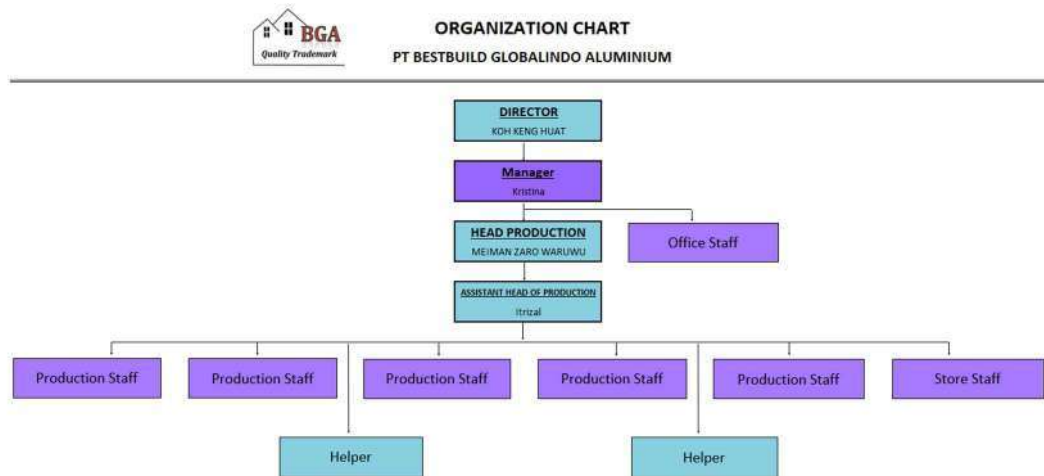 BGA
Quality Trademark
ORGANIZATION CHART
PT BESTBUILD GLOBALINDO ALUMINIUM
DIRECTOR
KOH KENG HUAT
Manager
Kristina
HEAD PRODUCTION
MEIMAN ZARO WARUWU
Office Staff
ASSISTANT HEAD OF PRODUCTION
Itrizal
Production Staff
Production Staff
Production Staff
Production Staff
Production Staff
Store Staff
Helper
Helper